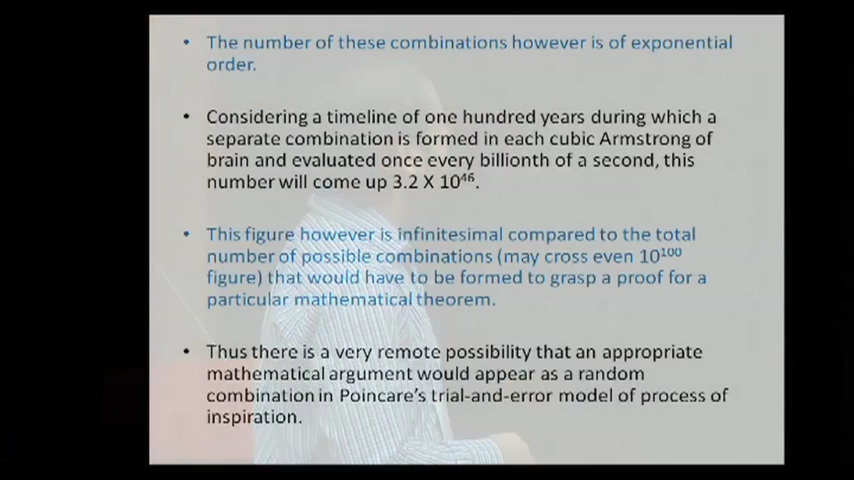 • The number of these combinations however is of exponential
order.
• Considering a timeline of one hundred years during which a
separate combination is formed in each cubic Armstrong of
brain and evaluated once every billionth of a second, this
number will come up 3.2 X 10⁴⁶.
• This figure however is infinitesimal compared to the total
number of possible combinations (may cross even 10¹⁰⁰
figure) that would have to be formed to grasp a proof for a
particular mathematical theorem.
• Thus there is a very remote possibility that an appropriate
mathematical argument would appear as a random
combination in Poincare's trial-and-error model of process of
inspiration.